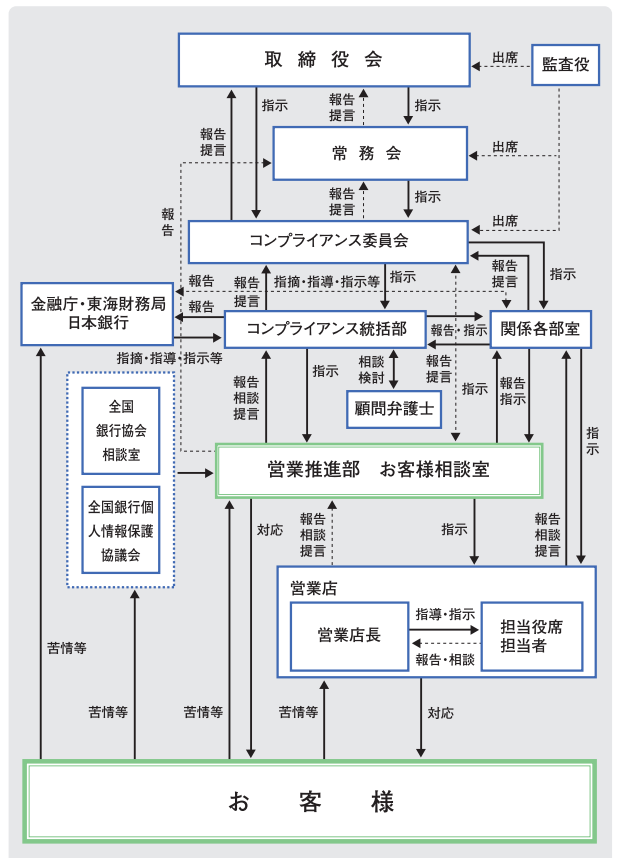 取締役会
出席
監査役
指示
報告
提言
指示
報告
提言
常務会
出席
報告
報告
提言
指示
出席
コンプライアンス委員会
報告
提言
指示
報告
報告
提言
指摘・指導・指示等
指示
金融庁・東海財務局
日本銀行
報告
コンプライアンス統括部
報告・指示
関係各部室
指摘・指導・指示等
報告
相談
提言
指示
相談
検討
報告
提言
指示
報告
指示
顧問弁護士
指示
全国
銀行協会
相談室
全国銀行個
人情報保護
協議会
営業推進部 お客様相談室
対応
報告
相談
提言
指示
報告
相談
提言
営業店
営業店長
指導・指示
報告・相談
担当役席
担当者
苦情等
苦情等
苦情等
苦情等
対応
お客様